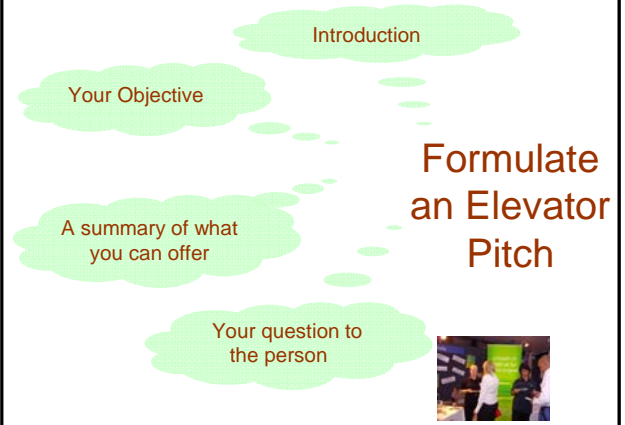 Introduction
Your Objective
Formulate
an Elevator
Pitch
A summary of what
you can offer
Your question to
the person